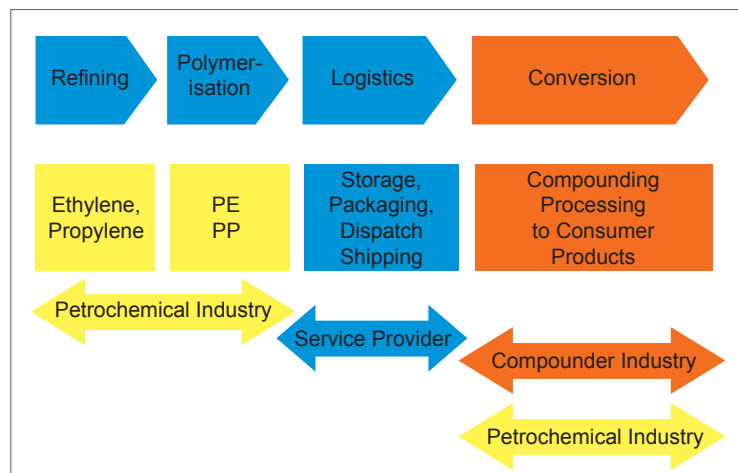 Refining
Polymer-
isation
Logistics
Conversion
Ethylene,
Propylene
PE
PP
Storage,
Packaging,
Dispatch
Shipping
Compounding
Processing
to Consumer
Products
Petrochemical Industry
Service Provider
Compounder Industry
Petrochemical Industry